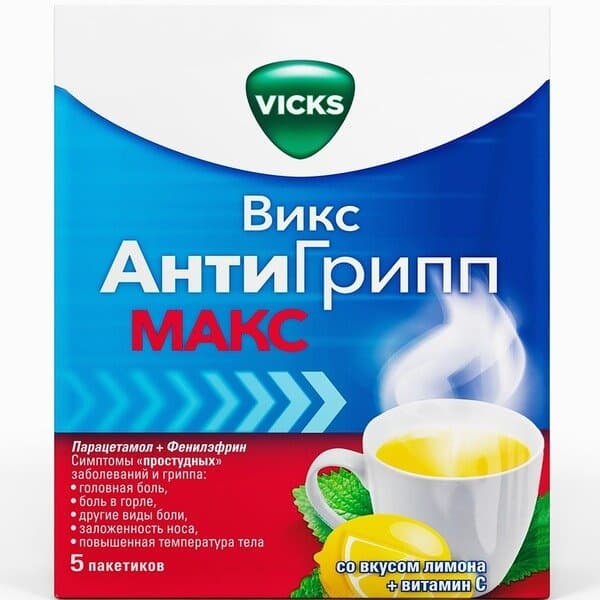 VICKS
Викс
АнтиГрипп
МАКС
Парацетамол + Фенилэфрин
Симптомы «простудных»
заболеваний и гриппа:
• головная боль,
• боль в горле,
• другие виды боли,
• заложенность носа,
• повышенная температура тела
5 пакетиков
со вкусом лимона
+ витамин С